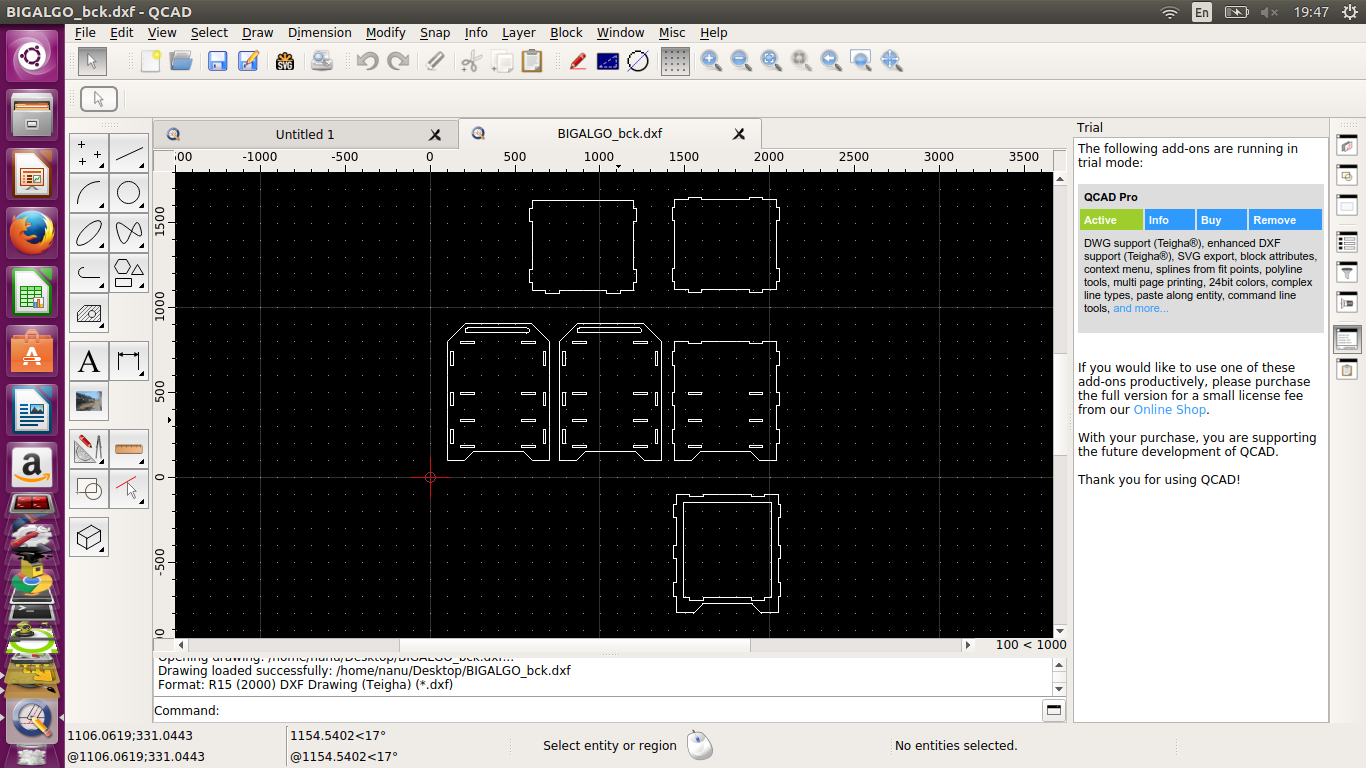 BIGALGO_bck.dxf - QCAD
En
19:47
File Edit View Select Draw Dimension Modify Snap Info Layer Block Window Misc Help
SVG
Untitled 1
BIGALGO_bck.dxf
-1000 -500 0 500 1000 1500 2000 2500 3000 3500
1500
1000
500
0
-500
100 < 1000
Opening drawing: /home/nanu/Desktop/BIGALGO_bck.dxf...
Drawing loaded successfully: /home/nanu/Desktop/BIGALGO_bck.dxf
Format: R15 (2000) DXF Drawing (Teigha) (*.dxf)
Command:
1106.0619;331.0443
@1106.0619;331.0443
1154.5402<17°
@1154.5402<17°
Select entity or region
No entities selected.
Trial
The following add-ons are running in
trial mode:
QCAD Pro
Active Info Buy Remove
DWG support (Teigha®), enhanced DXF
support (Teigha®), SVG export, block attributes,
context menu, splines from fit points, polyline
tools, multi page printing, 24bit colors, complex
line types, paste along entity, command line
tools, and more...
If you would like to use one of these
add-ons productively, please purchase
the full version for a small license fee
from our Online Shop.
With your purchase, you are supporting
the future development of QCAD.
Thank you for using QCAD!